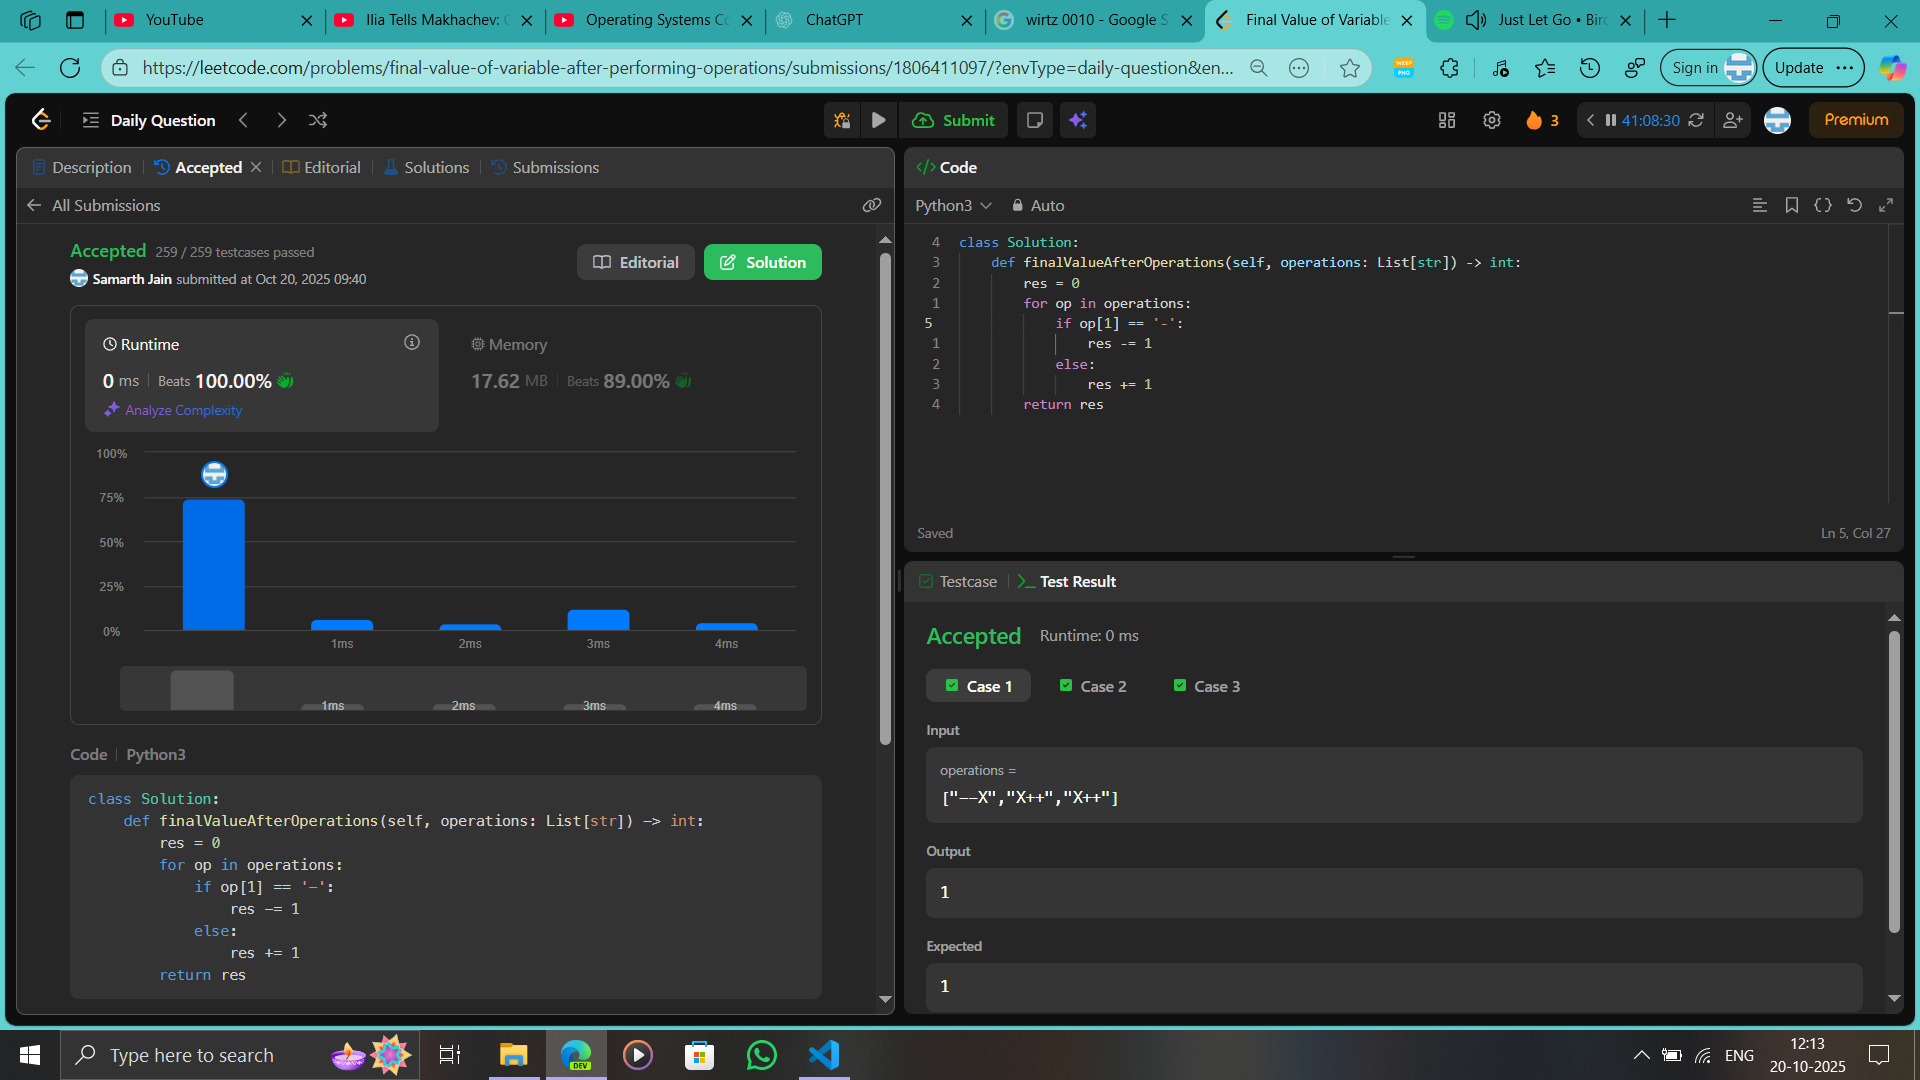 YouTube
Ilia Tells Makhachev:
Operating Systems Co
ChatGPT
wirtz 0010 - Google S
Final Value of Variable
Just Let Go • Bird
https://leetcode.com/problems/final-value-of-variable-after-performing-operations/submissions/1806411097/?envType=daily-question&en...
WEBP
PNG
Sign in
Update
Daily Question
Submit
3
41:08:30
Premium
Description
Accepted
Editorial
Solutions
Submissions
All Submissions
Accepted 259 / 259 testcases passed
Samarth Jain submitted at Oct 20, 2025 09:40
Editorial
Solution
Runtime
0 ms Beats 100.00%
Analyze Complexity
Memory
17.62 MB Beats 89.00%
100%
75%
50%
25%
0%
1ms 2ms 3ms 4ms
1ms 2ms 3ms 4ms
Code Python3
class Solution:
def finalValueAfterOperations(self, operations: List[str]) -> int:
res = 0
for op in operations:
if op[1] == '-':
res -= 1
else:
res += 1
return res
</> Code
Python3 Auto
4 class Solution:
3 def finalValueAfterOperations(self, operations: List[str]) -> int:
2 res = 0
1 for op in operations:
5 if op[1] == '-':
1 res -= 1
2 else:
3 res += 1
4 return res
Saved
Ln 5, Col 27
Testcase
Test Result
Accepted Runtime: 0 ms
Case 1 Case 2 Case 3
Input
operations =
["--X","X++","X++"]
Output
1
Expected
1
Type here to search
DEV
ENG
12:13
20-10-2025